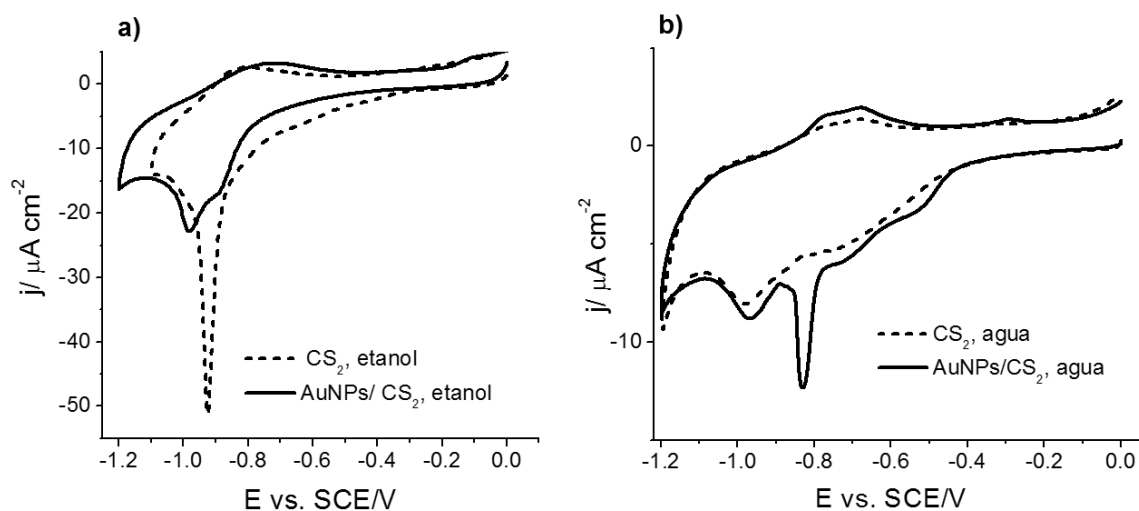 a)
b)
0
-10
-20
-30
-40
-50
j/ μA cm-2
CS2, etanol
AuNPs/ CS2, etanol
-1.2 -1.0 -0.8 -0.6 -0.4 -0.2 0.0
E vs. SCE/V
0
-10
j/ μA cm-2
CS2, agua
AuNPs/CS2, agua
-1.2 -1.0 -0.8 -0.6 -0.4 -0.2 0.0
E vs. SCE/V